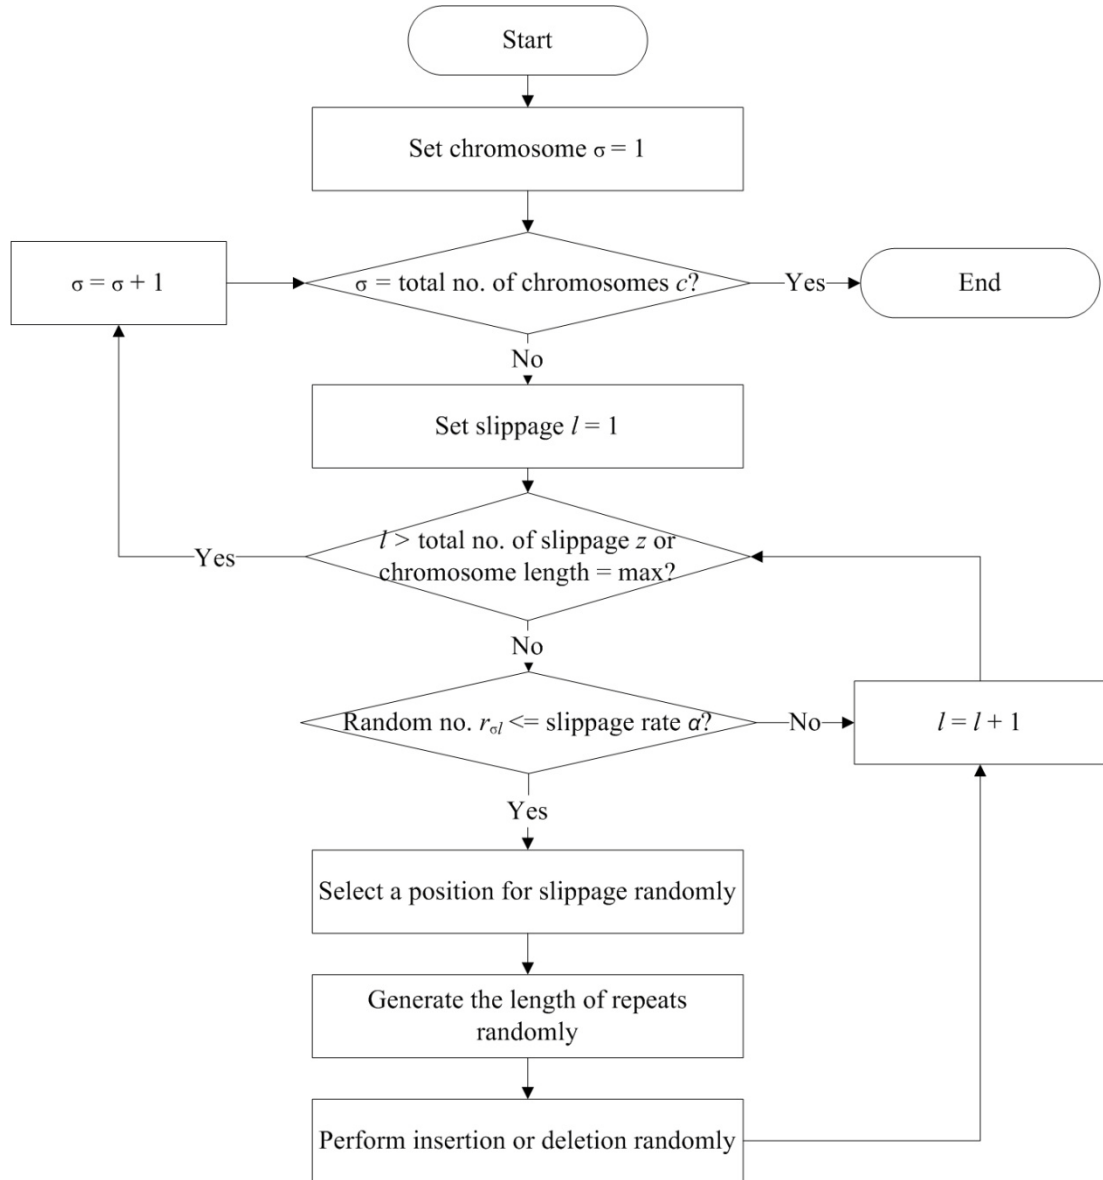 Start
Set chromosome σ = 1
σ = σ + 1
σ = total no. of chromosomes c?
Yes
End
No
Set slippage l = 1
l > total no. of slippage z or
chromosome length = max?
Yes
No
Random no. rσl <= slippage rate α?
No
l = l + 1
Yes
Select a position for slippage randomly
Generate the length of repeats
randomly
Perform insertion or deletion randomly